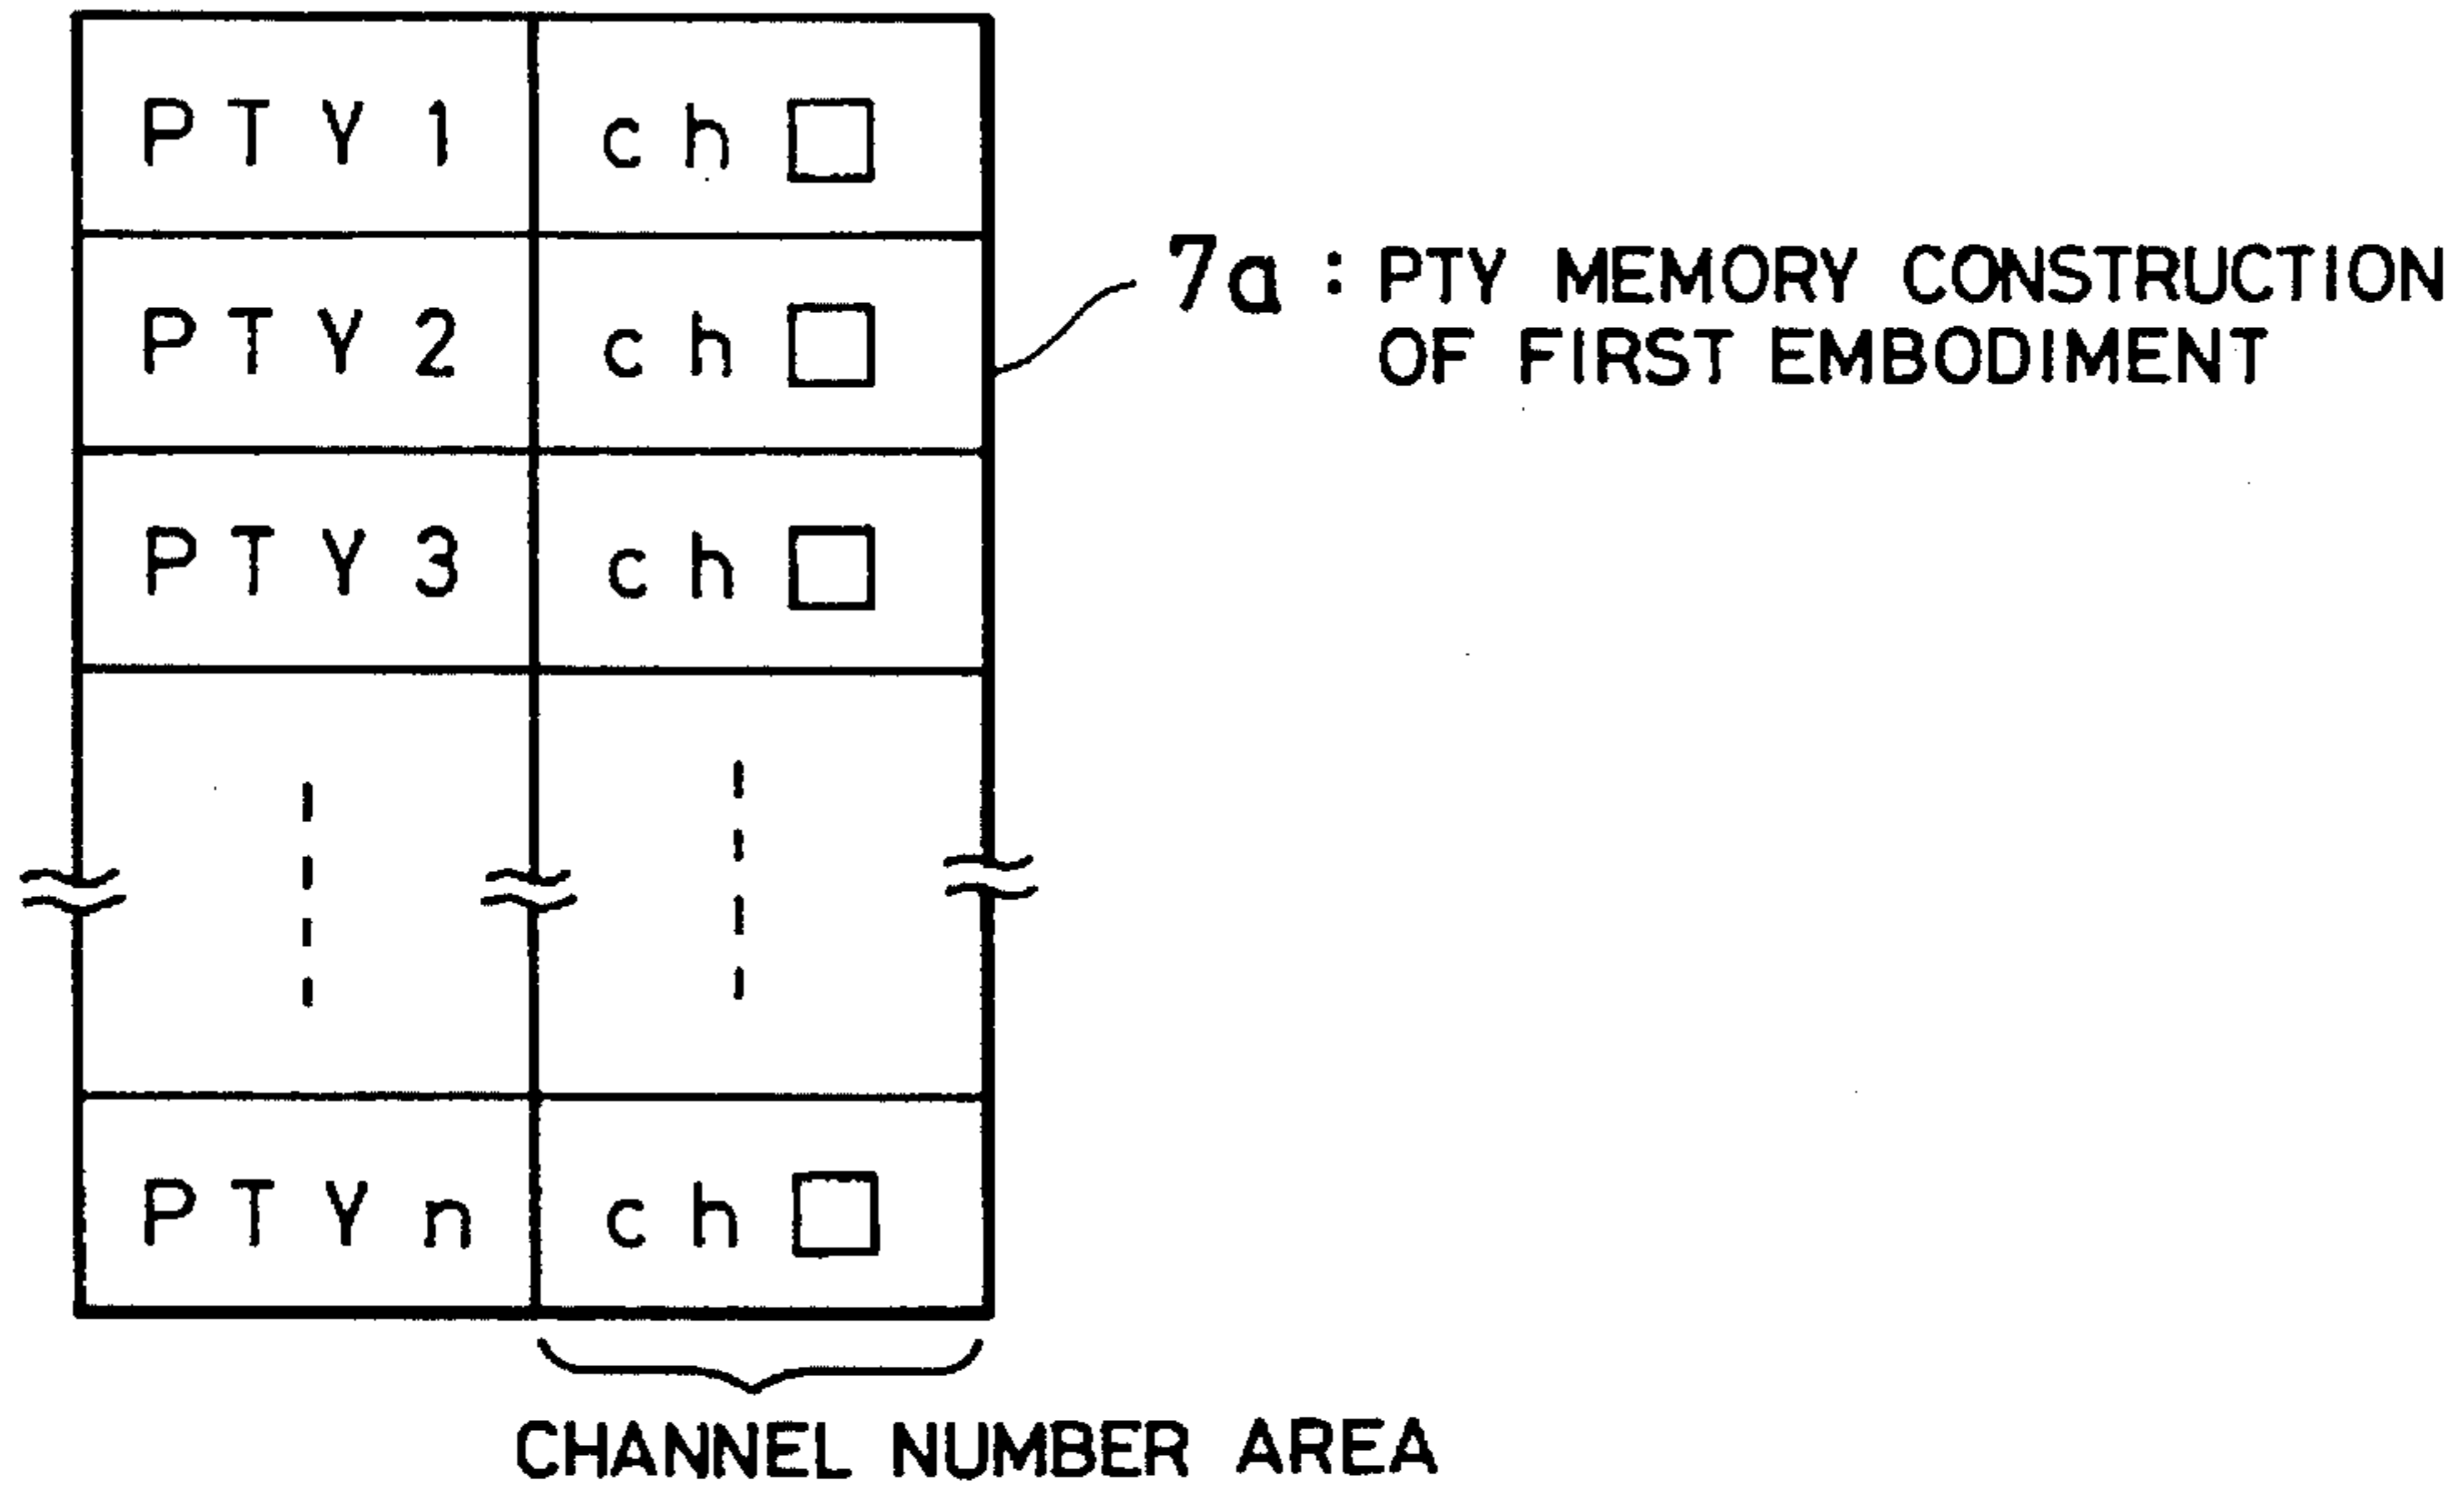 PTY1 ch □
PTY2 ch □
PTY3 ch □
PTYn ch □
7a : PTY MEMORY CONSTRUCTION
OF FIRST EMBODIMENT
CHANNEL NUMBER AREA